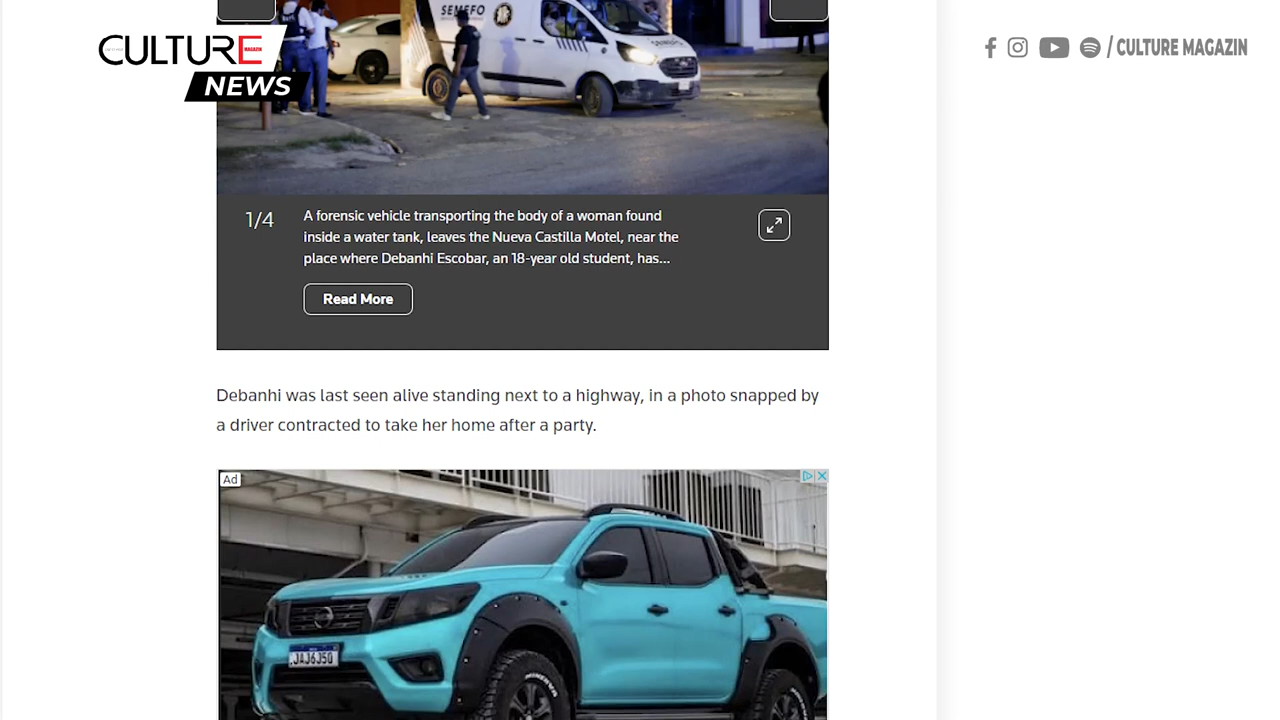 SEMEFO
CULTURE
MAGAZIN
NEWS
/ CULTURE MAGAZIN
1/4
A forensic vehicle transporting the body of a woman found
inside a water tank, leaves the Nueva Castilla Motel, near the
place where Debanhi Escobar, an 18-year old student, has...
Read More
Debanhi was last seen alive standing next to a highway, in a photo snapped by
a driver contracted to take her home after a party.
Ad
JAJ6J50